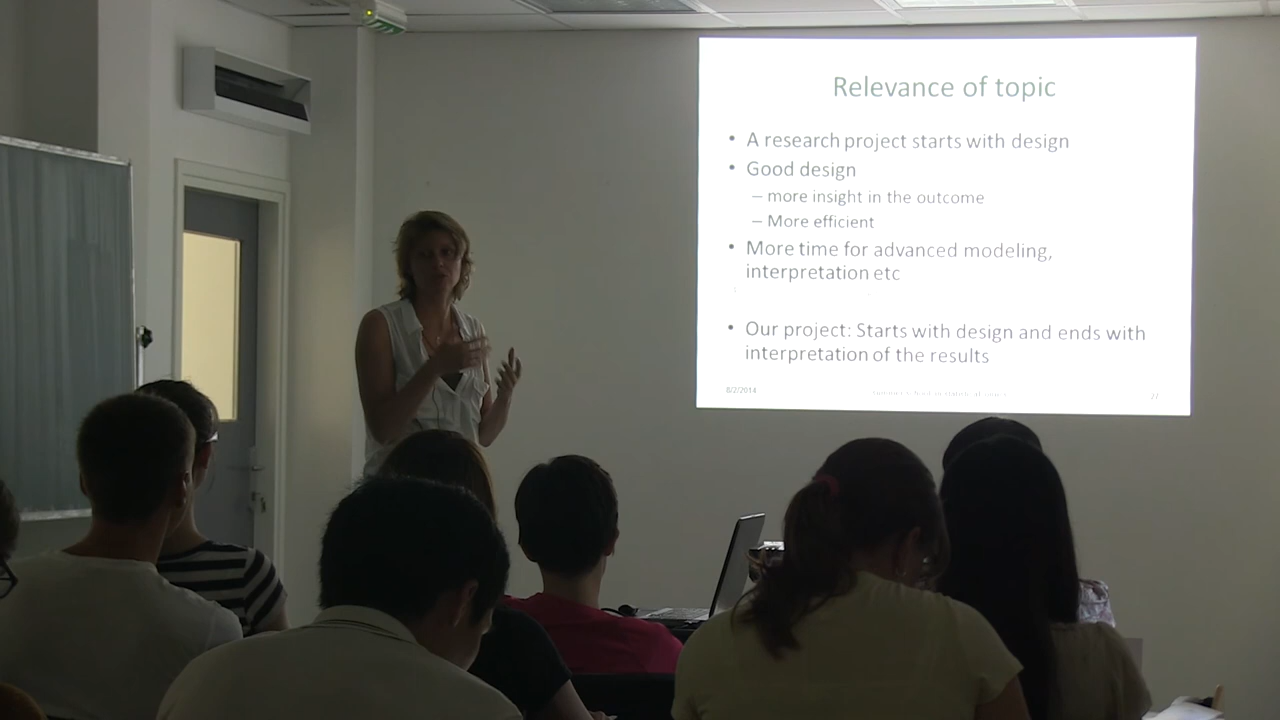 Relevance of topic
• A research project starts with design
• Good design
– more insight in the outcome
– More efficient
• More time for advanced modeling,
interpretation etc
• Our project: Starts with design and ends with
interpretation of the results
8/2/2014